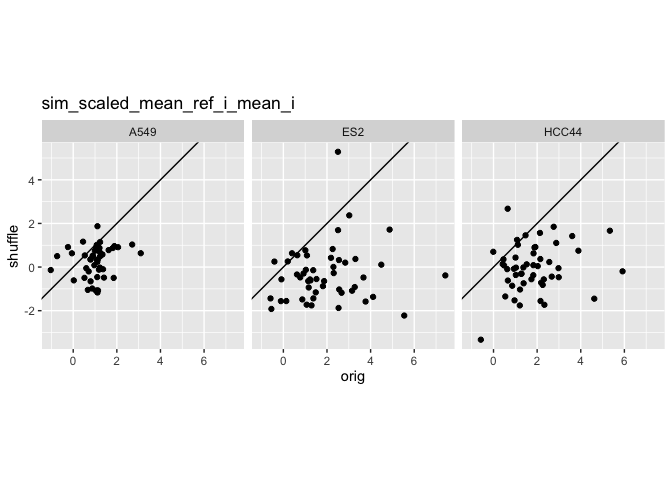 sim_scaled_mean_ref_i_mean_i
A549 ES2 HCC44
shuffle
4
2
0
-2
0 2 4 6 0 2 4 6 0 2 4 6
orig